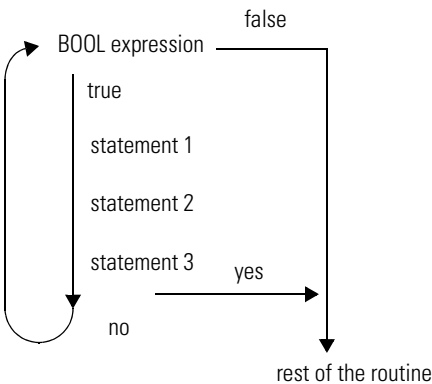 false
BOOL expression
true
statement 1
statement 2
statement 3
yes
no
rest of the routine